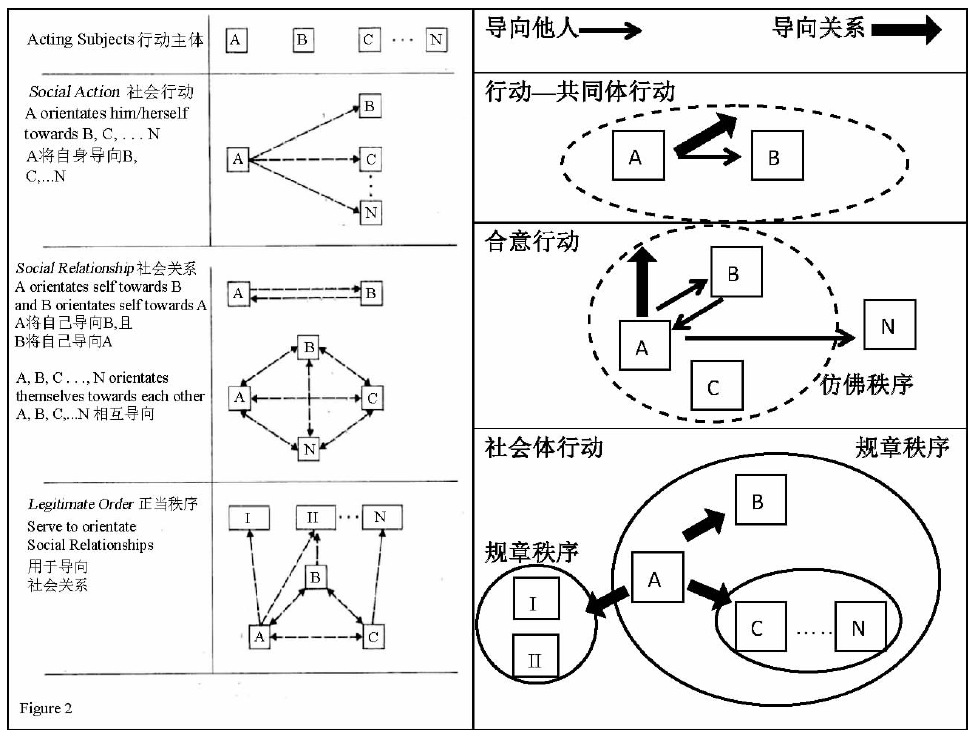 Acting Subjects 行动主体
A B C ··· N
Social Action 社会行动
A orientates him/herself
towards B, C, . . . N
A将自身导向B,
C,...N
A
B
C
N
Social Relationship 社会关系
A orientates self towards B
and B orientates self towards A
A将自己导向B,且
B将自己导向A
A B
A, B, C . . ., N orientates
themselves towards each other
A, B, C,...N 相互导向
B
A C
N
Legitimate Order 正当秩序
Serve to orientate
Social Relationships
用于导向
社会关系
I II ··· N
B
A C
Figure 2
导向他人 导向关系
行动—共同体行动
A B
合意行动
B
N
A
C
仿佛秩序
社会体行动 规章秩序
B
规章秩序
A
I
C ..... N
II